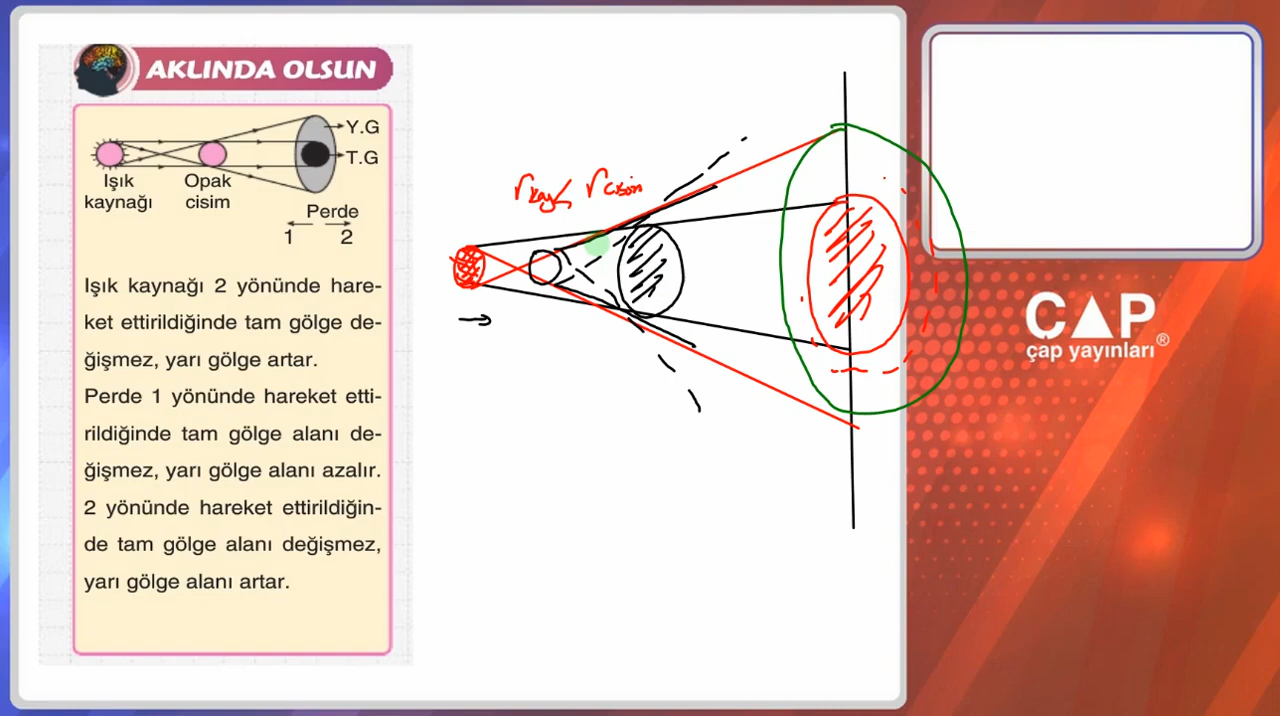 AKLINDA OLSUN
Y.G
T.G
Işık
kaynağı
Opak
cisim
Perde
1 2
Işık kaynağı 2 yönünde hare-
ket ettirildiğinde tam gölge de-
ğişmez, yarı gölge artar.
Perde 1 yönünde hareket etti-
rildiğinde tam gölge alanı de-
ğişmez, yarı gölge alanı azalır.
2 yönünde hareket ettirildiğin-
de tam gölge alanı değişmez,
yarı gölge alanı artar.
rkay < rcisim
ÇAP
çap yayınları®